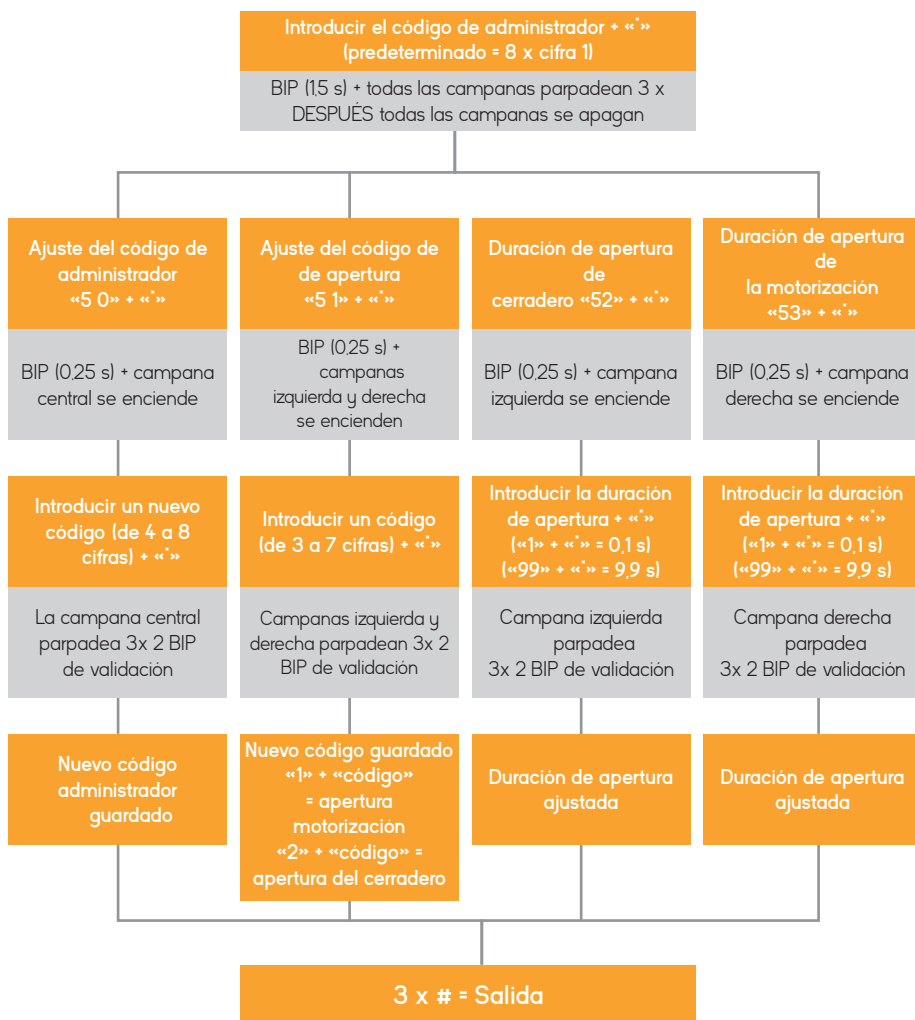 Introducir el código de administrador + «*»
(predeterminado = 8 x cifra 1)
BIP (1,5 s) + todas las campanas parpadean 3 x
DESPUÉS todas las campanas se apagan
Ajuste del código de
administrador
«5 0» + «*»
BIP (0,25 s) + campana
central se enciende
Introducir un nuevo
código (de 4 a 8
cifras) + «*»
La campana central
parpadea 3x 2 BIP
de validación
Nuevo código
administrador
guardado
Ajuste del código de
de apertura
«5 1» + «*»
BIP (0,25 s) +
campanas
izquierda y derecha
se encienden
Introducir un código
(de 3 a 7 cifras) + «*»
Campanas izquierda y
derecha parpadean 3x 2
BIP de validación
Nuevo código guardado
«1» + «código»
= apertura
motorización
«2» + «código» =
apertura del cerradero
Duración de apertura
de
cerradero «52» + «*»
BIP (0,25 s) + campana
izquierda se enciende
Introducir la duración
de apertura + «*»
(«1» + «*» = 0,1 s)
(«99» + «*» = 9,9 s)
Campana izquierda
parpadea
3x 2 BIP de validación
Duración de apertura
ajustada
Duración de apertura
de
la motorización
«53» + «*»
BIP (0,25 s) + campana
derecha se enciende
Introducir la duración
de apertura + «*»
(«1» + «*» = 0,1 s)
(«99» + «*» = 9,9 s)
Campana derecha
parpadea
3x 2 BIP de validación
Duración de apertura
ajustada
3 x # = Salida